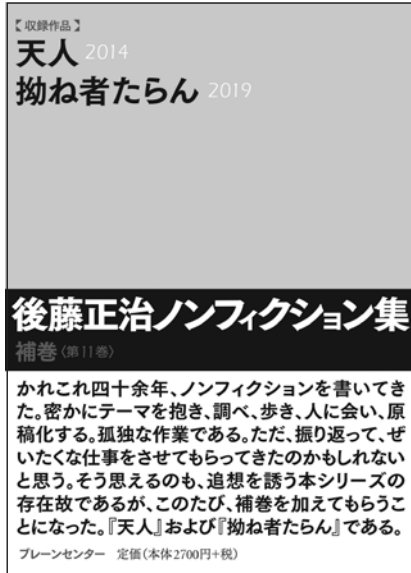 【収録作品】
天人 2014
拗ね者たらん 2019
後藤正治ノンフィクション集
補巻〈第11巻〉
かれこれ四十余年、ノンフィクションを書いてき
た。密かにテーマを抱き、調べ、歩き、人に会い、原
稿化する。孤独な作業である。ただ、振り返って、ぜ
いたくな仕事をさせてもらってきたのかもしれない
と思う。そう思えるのも、追想を誘う本シリーズの
存在故であるが、このたび、補巻を加えてもらうこ
とになった。『天人』および『拗ね者たらん』である。
ブレーンセンター 定価(本体2700円+税)